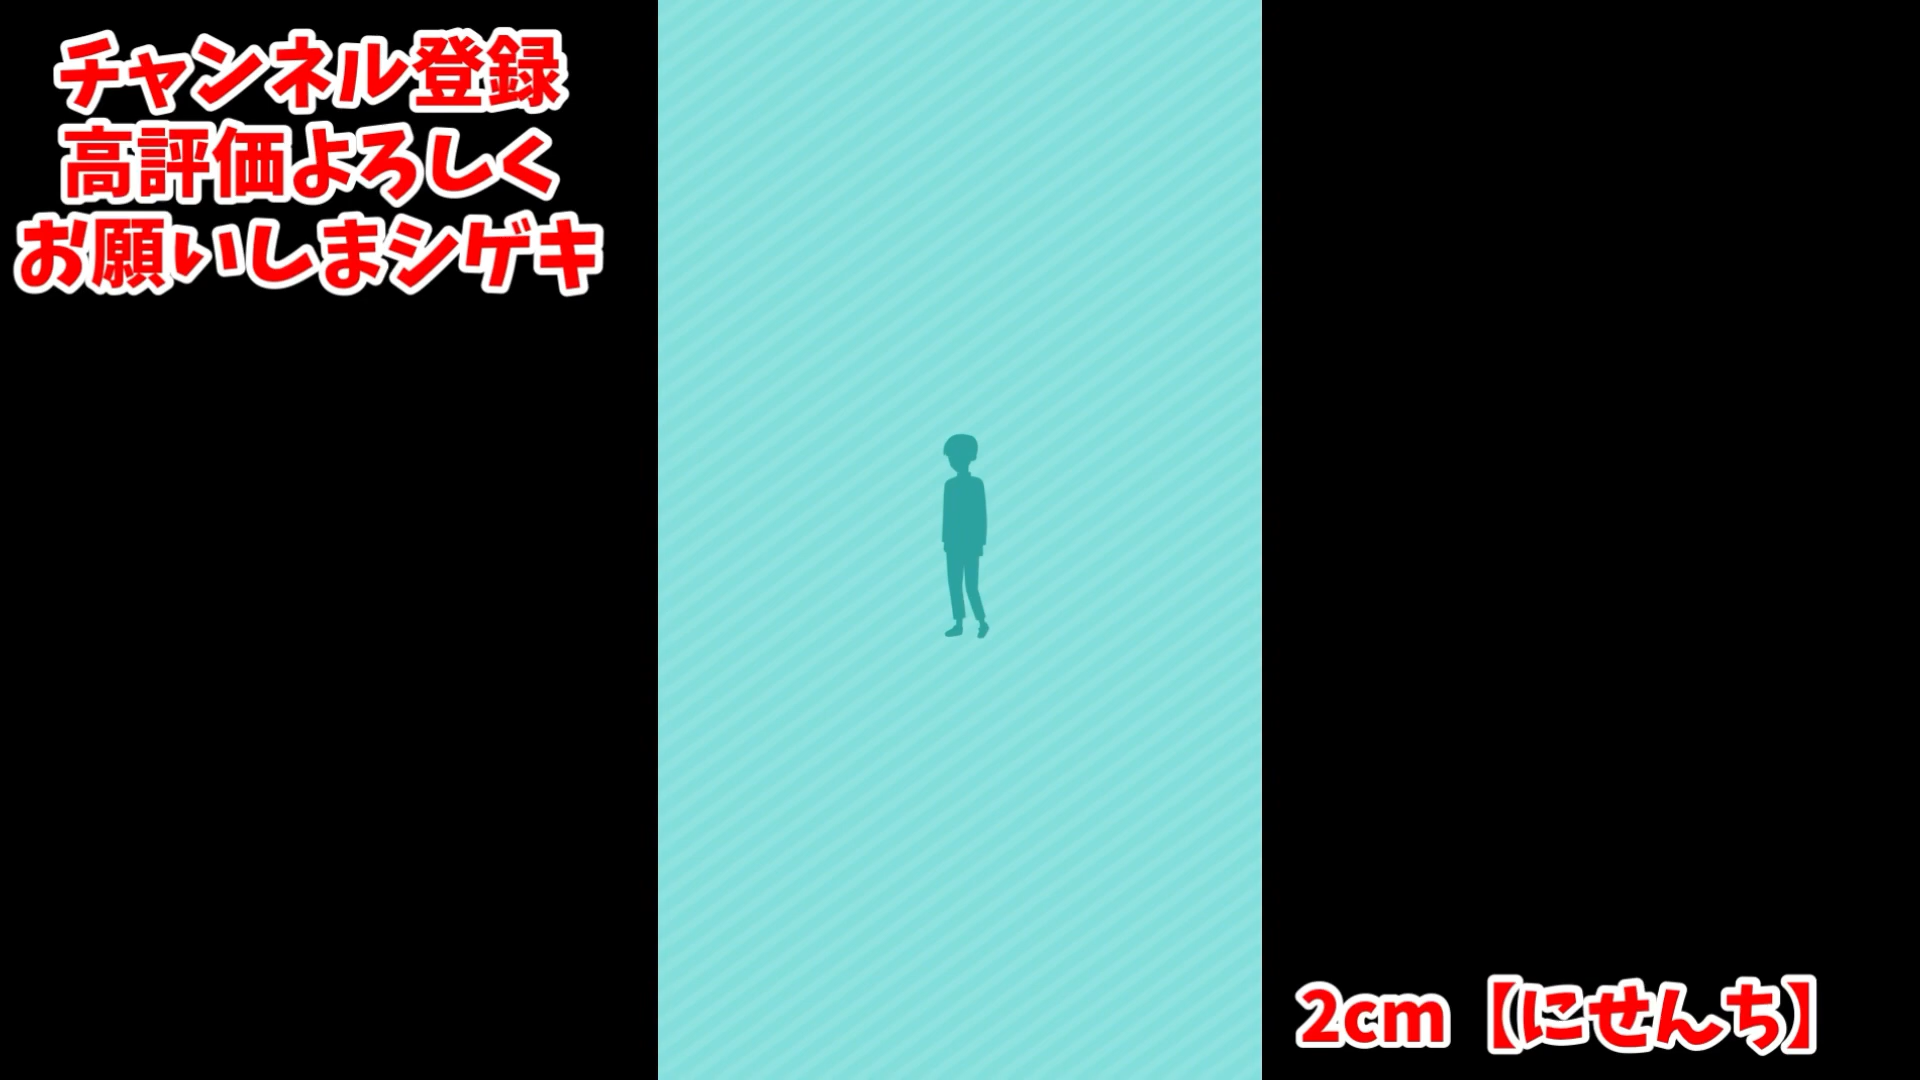 チャンネル登録
高評価よろしく
お願いしまシゲキ
2cm【にせんち】